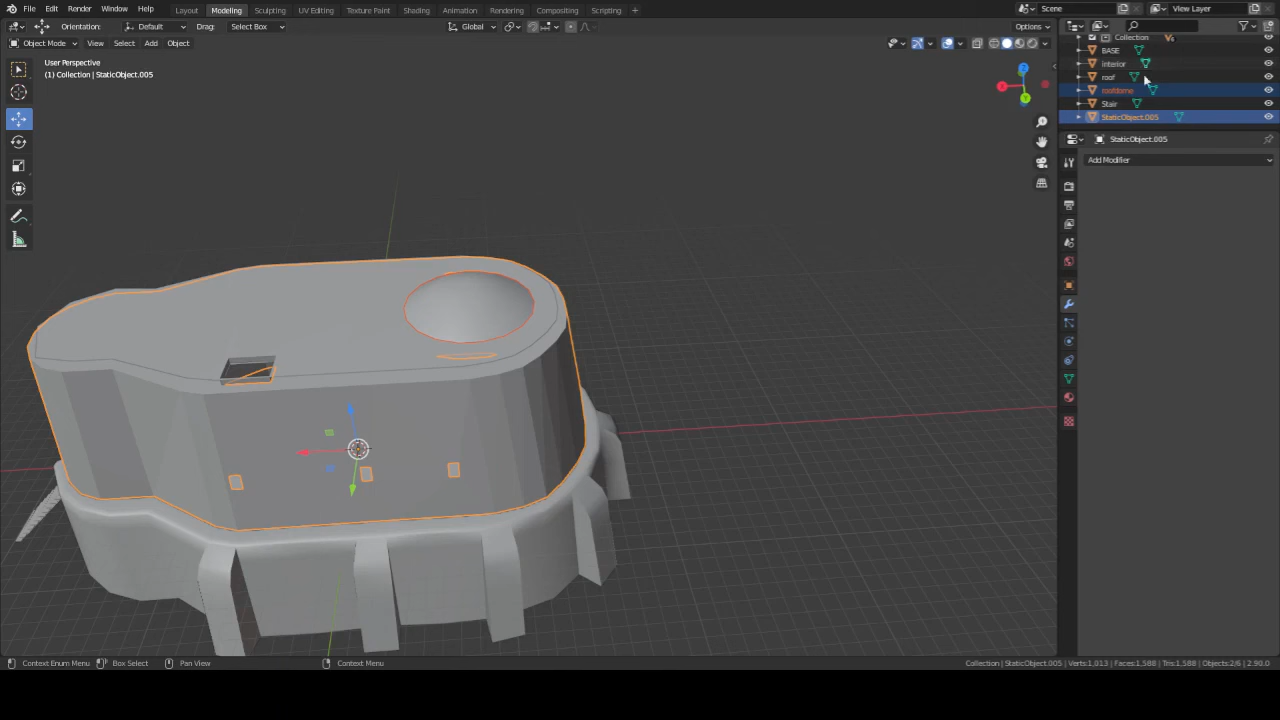 File Edit Render Window Help Layout Modeling Sculpting UV Editing Texture Paint Shading Animation Rendering Compositing Scripting + Scene View Layer
Orientation: Default Drag: Select Box Global Options
Object Mode View Select Add Object
User Perspective
(1) Collection | StaticObject.005
Collection
BASE
interior
roof
roofdome
Stair
StaticObject.005
StaticObject.005
Add Modifier
Z
X
Y
Context Enum Menu Box Select Pan View Context Menu Collection | StaticObject.005 | Verts:1,013 | Faces:1,588 | Tris:1,588 | Objects:2/6 | 2.90.0